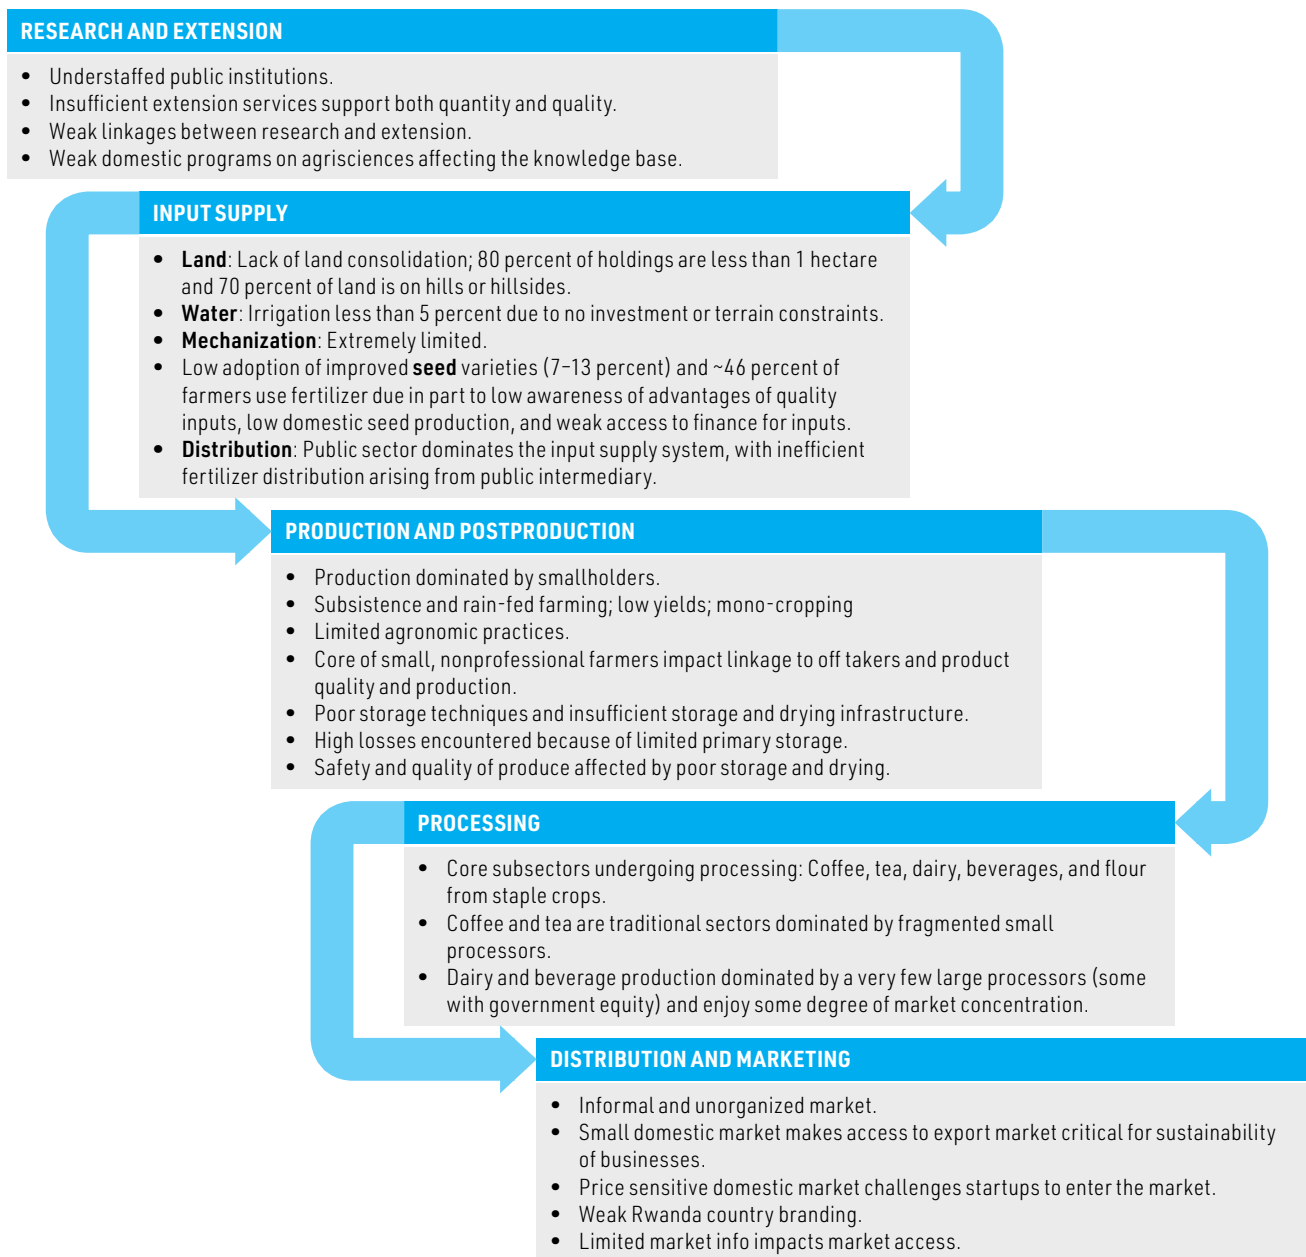 RESEARCH AND EXTENSION
• Understaffed public institutions.
• Insufficient extension services support both quantity and quality.
• Weak linkages between research and extension.
• Weak domestic programs on agrisciences affecting the knowledge base.
INPUT SUPPLY
• Land: Lack of land consolidation; 80 percent of holdings are less than 1 hectare
and 70 percent of land is on hills or hillsides.
• Water: Irrigation less than 5 percent due to no investment or terrain constraints.
• Mechanization: Extremely limited.
• Low adoption of improved seed varieties (7–13 percent) and ~46 percent of
farmers use fertilizer due in part to low awareness of advantages of quality
inputs, low domestic seed production, and weak access to finance for inputs.
• Distribution: Public sector dominates the input supply system, with inefficient
fertilizer distribution arising from public intermediary.
PRODUCTION AND POSTPRODUCTION
• Production dominated by smallholders.
• Subsistence and rain-fed farming; low yields; mono-cropping
• Limited agronomic practices.
• Core of small, nonprofessional farmers impact linkage to off takers and product
quality and production.
• Poor storage techniques and insufficient storage and drying infrastructure.
• High losses encountered because of limited primary storage.
• Safety and quality of produce affected by poor storage and drying.
PROCESSING
• Core subsectors undergoing processing: Coffee, tea, dairy, beverages, and flour
from staple crops.
• Coffee and tea are traditional sectors dominated by fragmented small
processors.
• Dairy and beverage production dominated by a very few large processors (some
with government equity) and enjoy some degree of market concentration.
DISTRIBUTION AND MARKETING
• Informal and unorganized market.
• Small domestic market makes access to export market critical for sustainability
of businesses.
• Price sensitive domestic market challenges startups to enter the market.
• Weak Rwanda country branding.
• Limited market info impacts market access.